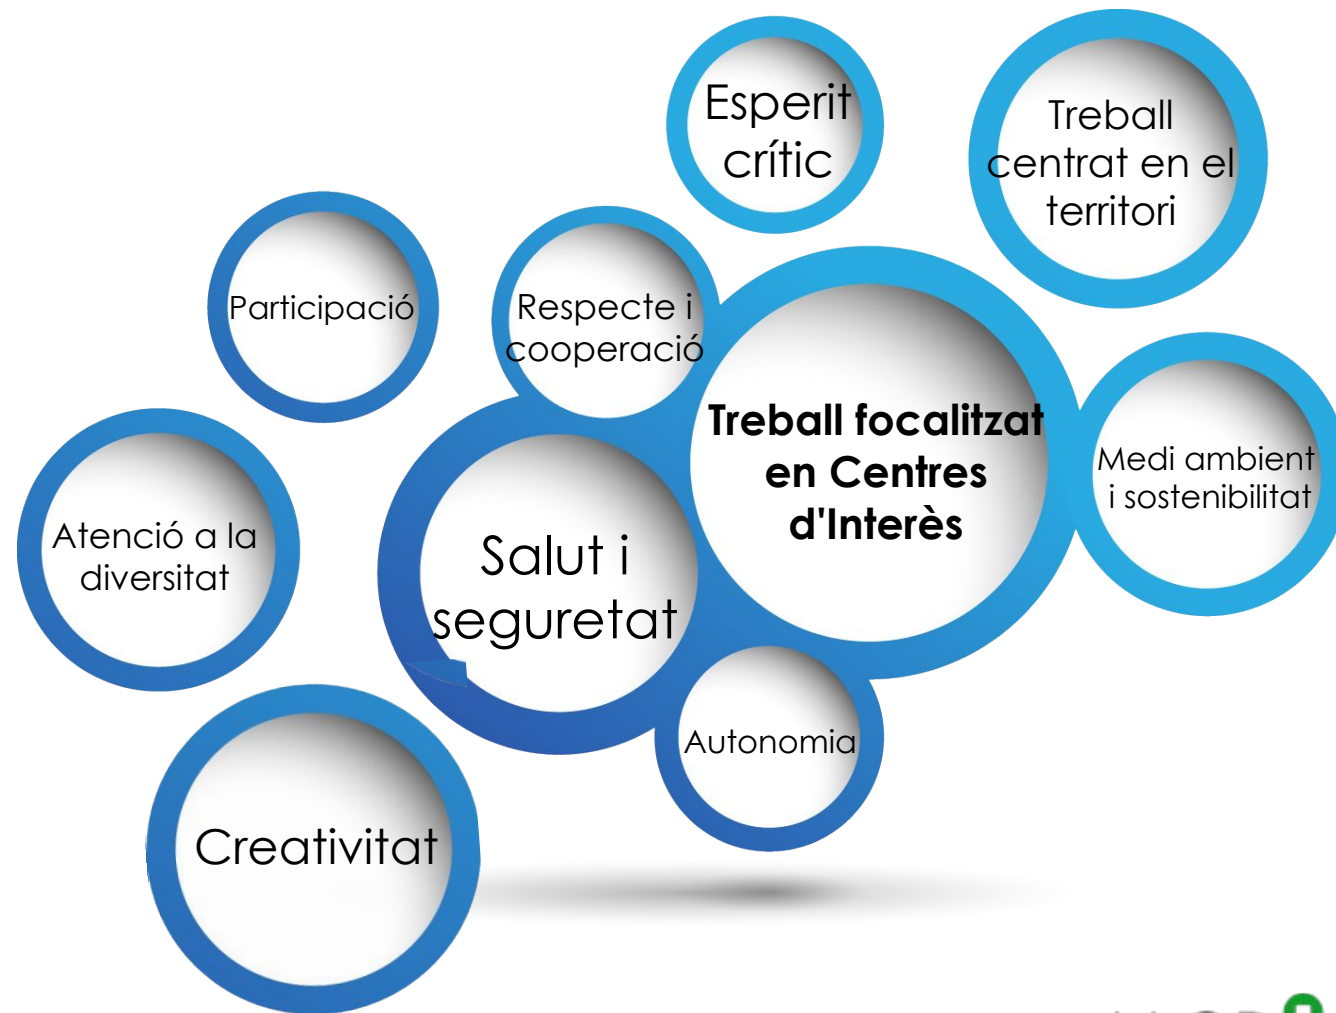 Esperit
crític
Treball
centrat en el
territori
Participació
Respecte i
cooperació
Treball focalitzat
en Centres
d'Interès
Medi ambient
i sostenibilitat
Atenció a la
diversitat
Salut i
seguretat
Autonomia
Creativitat